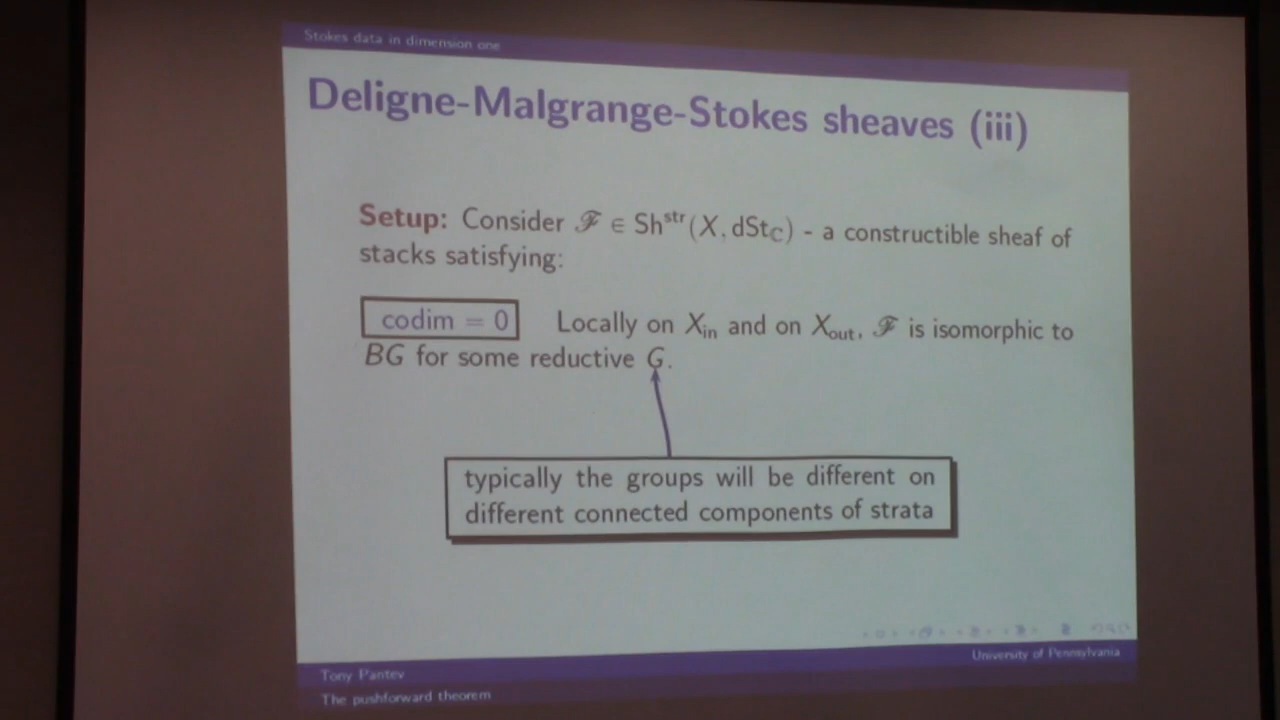 Stokes data in dimension one
Deligne-Malgrange-Stokes sheaves (iii)
Setup: Consider ℱ ∈ Sh^str(X, dSt_ℂ) - a constructible sheaf of
stacks satisfying:
codim = 0 Locally on X_in and on X_out, ℱ is isomorphic to
BG for some reductive G.
typically the groups will be different on
different connected components of strata
University of Pennsylvania
Tony Pantev
The pushforward theorem